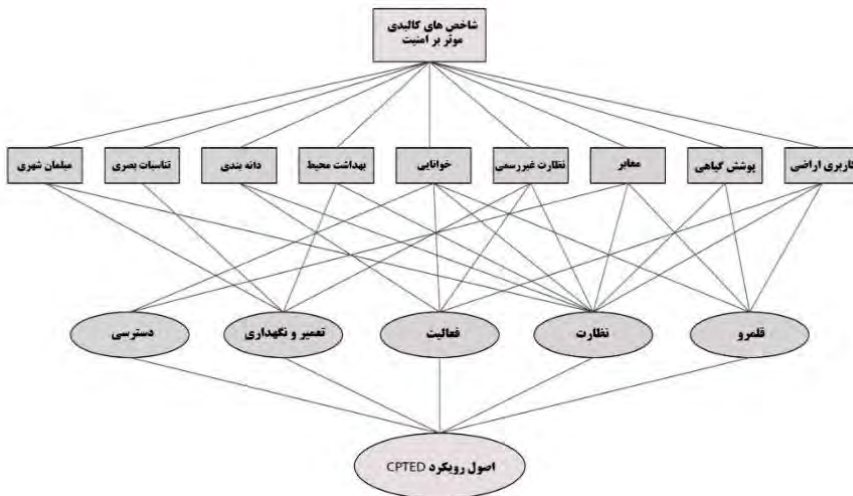 شاخص های کالبدی
موثر بر امنیت
کاربری اراضی
پوشش گیاهی
معابر
نظارت غیررسمی
خوانایی
بهداشت محیط
دانه بندی
تناسبات بصری
مبلمان شهری
قلمرو
نظارت
فعالیت
تعمیر و نگهداری
دسترسی
اصول رویکرد CPTED